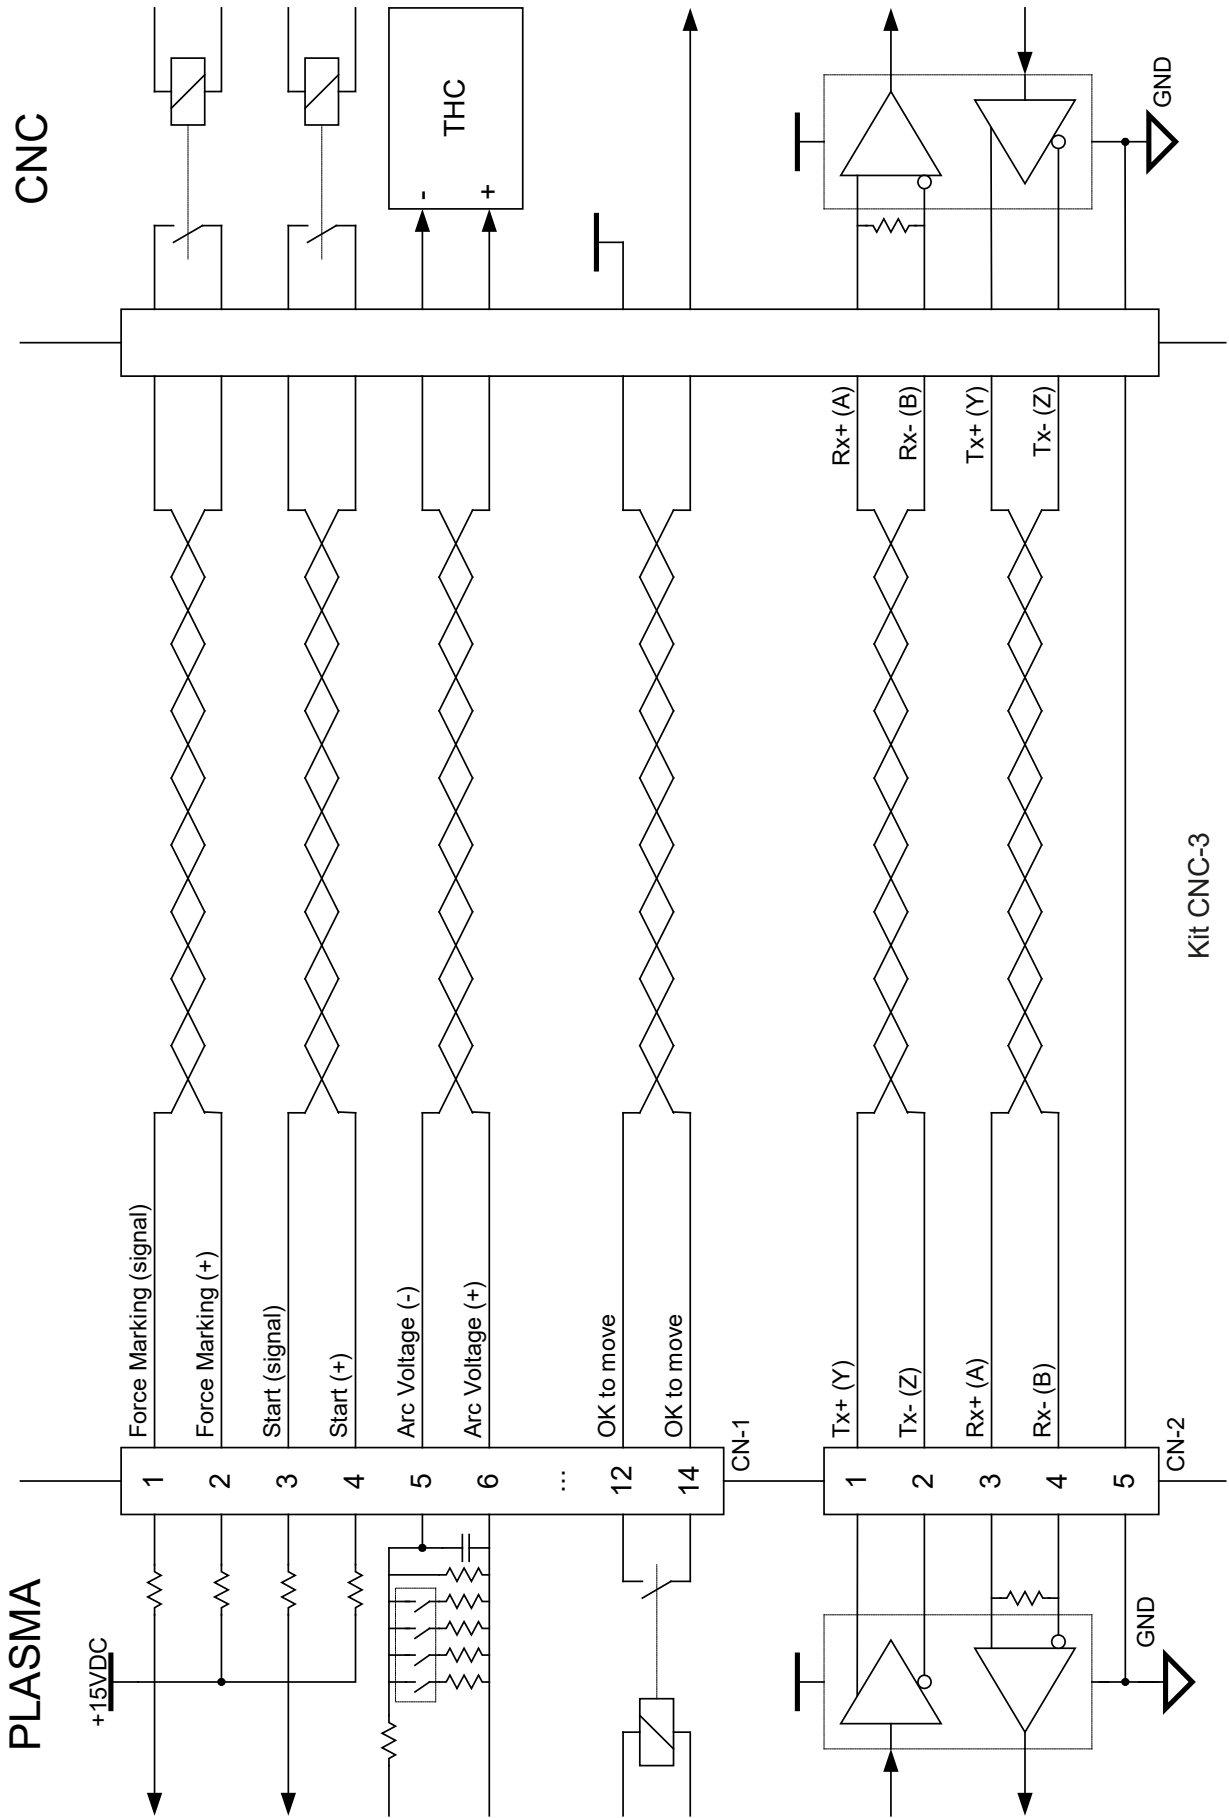 PLASMA
CNC
+15VDC
1
Force Marking (signal)
2
Force Marking (+)
3
Start (signal)
4
Start (+)
5
Arc Voltage (-)
-
6
Arc Voltage (+)
+
THC
...
12
OK to move
14
OK to move
CN-1
1
Tx+ (Y)
Rx+ (A)
2
Tx- (Z)
Rx- (B)
3
Rx+ (A)
Tx+ (Y)
4
Rx- (B)
Tx- (Z)
5
GND
GND
CN-2
Kit CNC-3